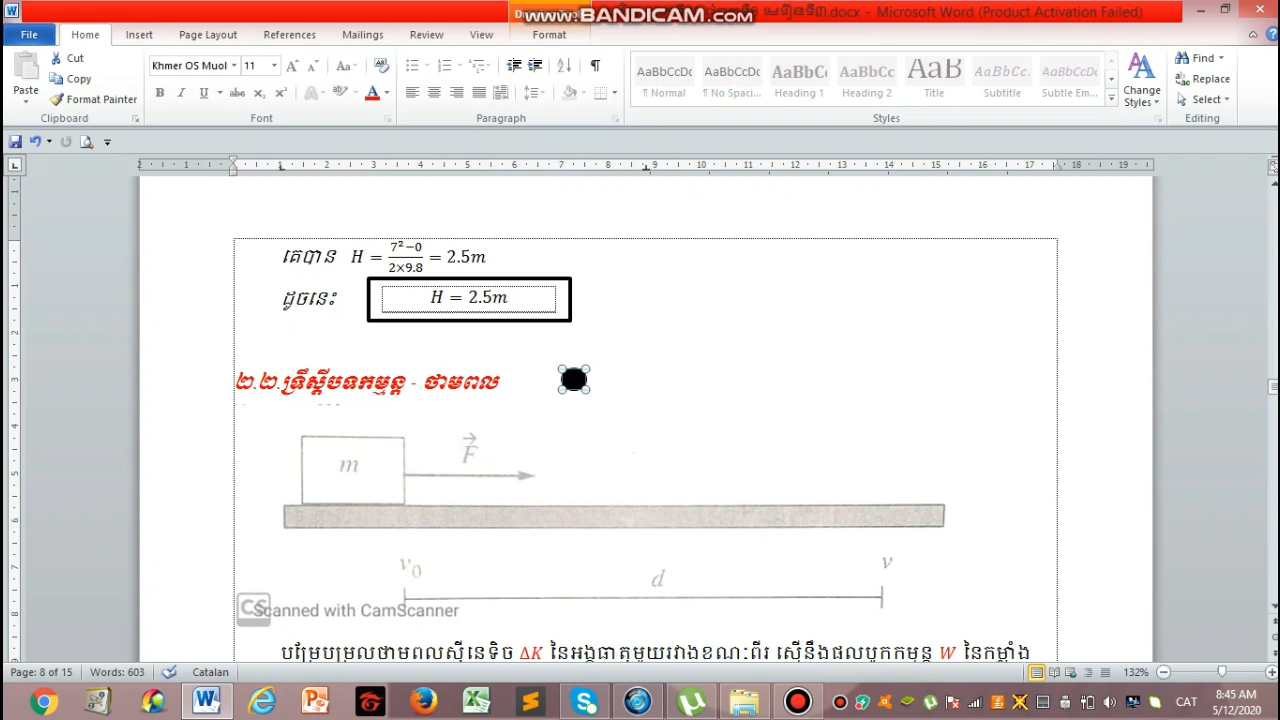 www.BANDICAM.com
.docx - Microsoft Word (Product Activation Failed)
File Home Insert Page Layout References Mailings Review View Format
Cut
Copy
Format Painter
Paste
Clipboard
Khmer OS Muol 11
Font
Paragraph
AaBbCcDc AaBbCcDc AaBbC AaBbCc AaB AaBbCc. AaBbCcDc
¶ Normal ¶ No Spaci... Heading 1 Heading 2 Title Subtitle Subtle Em...
Change Styles
Styles
Find
Replace
Select
Editing
គេបាន H = 7²−0/2×9.8 = 2.5m
ដូចនេះ H = 2.5m
២.២.ទ្រឹស្តីបទកម្មន្ត - ថាមពល
m
F
v0 d v
CS Scanned with CamScanner
បម្រែបម្រួលថាមពលស៊ីនេទិច ΔK នៃអង្គធាតុមួយរវាងខណៈពីរ ស្មើនឹងផលបូកកម្មន្ត W នៃកម្លាំង
Page: 8 of 15 Words: 603 Catalan 132%
CAT
8:45 AM
5/12/2020